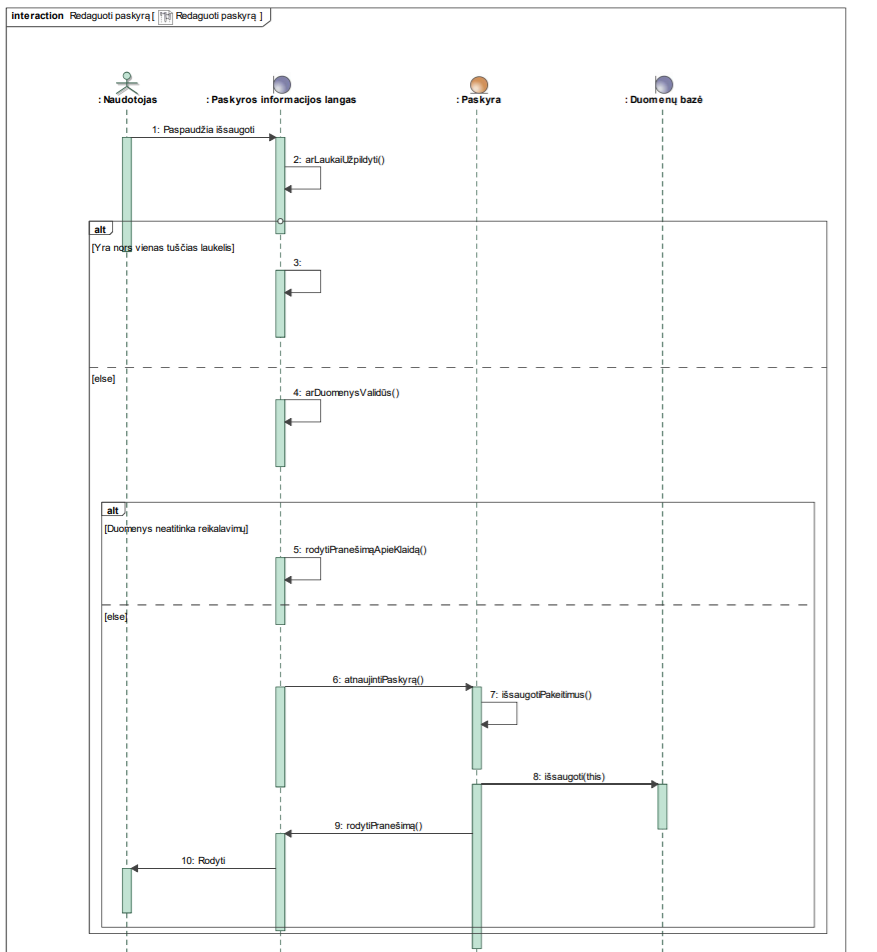 interaction Redaguoti paskyrą [ Redaguoti paskyrą ]
: Naudotojas
: Paskyros informacijos langas
: Paskyra
: Duomenų bazė
1: Paspaudžia išsaugoti
2: arLaukaiUžpildyti()
alt
[Yra nors vienas tuščias laukelis]
3:
[else]
4: arDuomenysValidūs()
alt
[Duomenys neatitinka reikalavimų]
5: rodytiPranešimąApieKlaidą()
[else]
6: atnaujintiPaskyrą()
7: išsaugotiPakeitimus()
8: išsaugoti(this)
9: rodytiPranešimą()
10: Rodyti